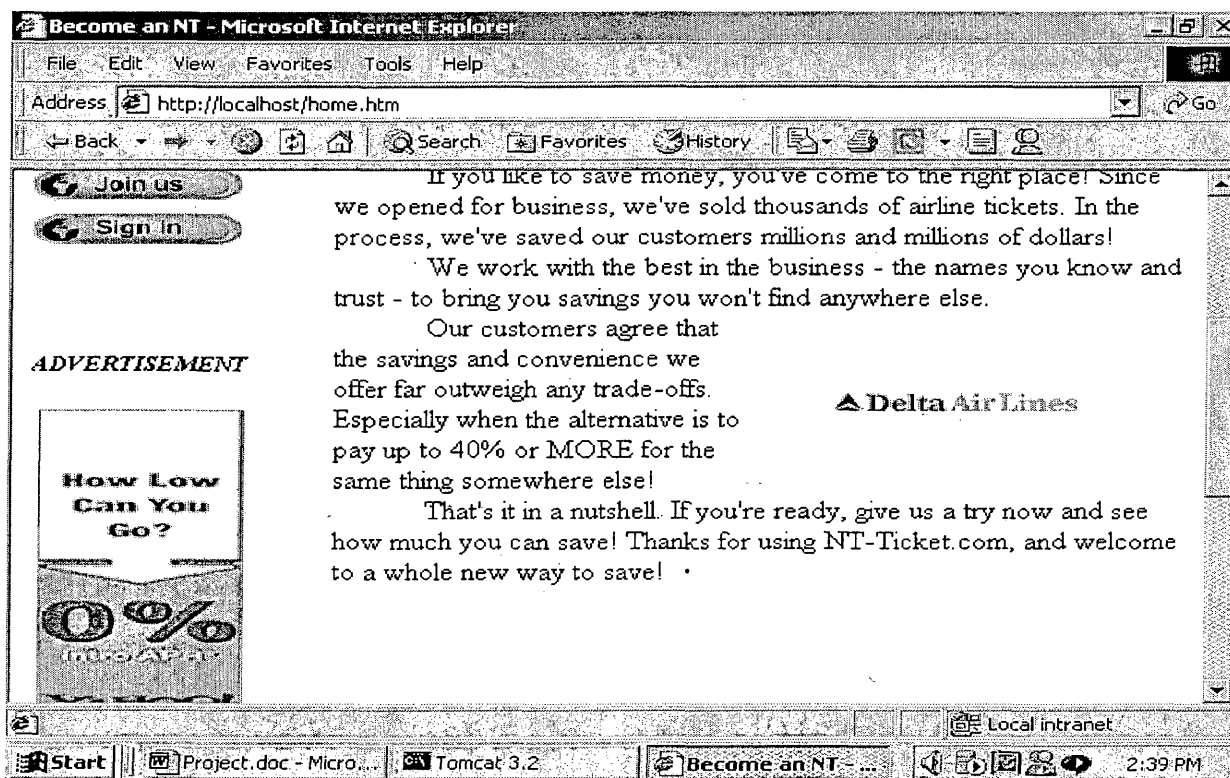 Become an NT - Microsoft Internet Explorer
File Edit View Favorites Tools Help
Address http://localhost/home.htm Go
Back Search Favorites History
Join us
Sign in
ADVERTISEMENT
How Low
Can You
Go?
0%
If you like to save money, you've come to the right place! Since
we opened for business, we've sold thousands of airline tickets. In the
process, we've saved our customers millions and millions of dollars!
We work with the best in the business - the names you know and
trust - to bring you savings you won't find anywhere else.
Our customers agree that
the savings and convenience we
offer far outweigh any trade-offs.
Especially when the alternative is to
pay up to 40% or MORE for the
same thing somewhere else!
Delta Air Lines
That's it in a nutshell. If you're ready, give us a try now and see
how much you can save! Thanks for using NT-Ticket.com, and welcome
to a whole new way to save!
Local intranet
Start Project.doc - Micro... Tomcat 3.2 Become an NT - ... 2:39 PM